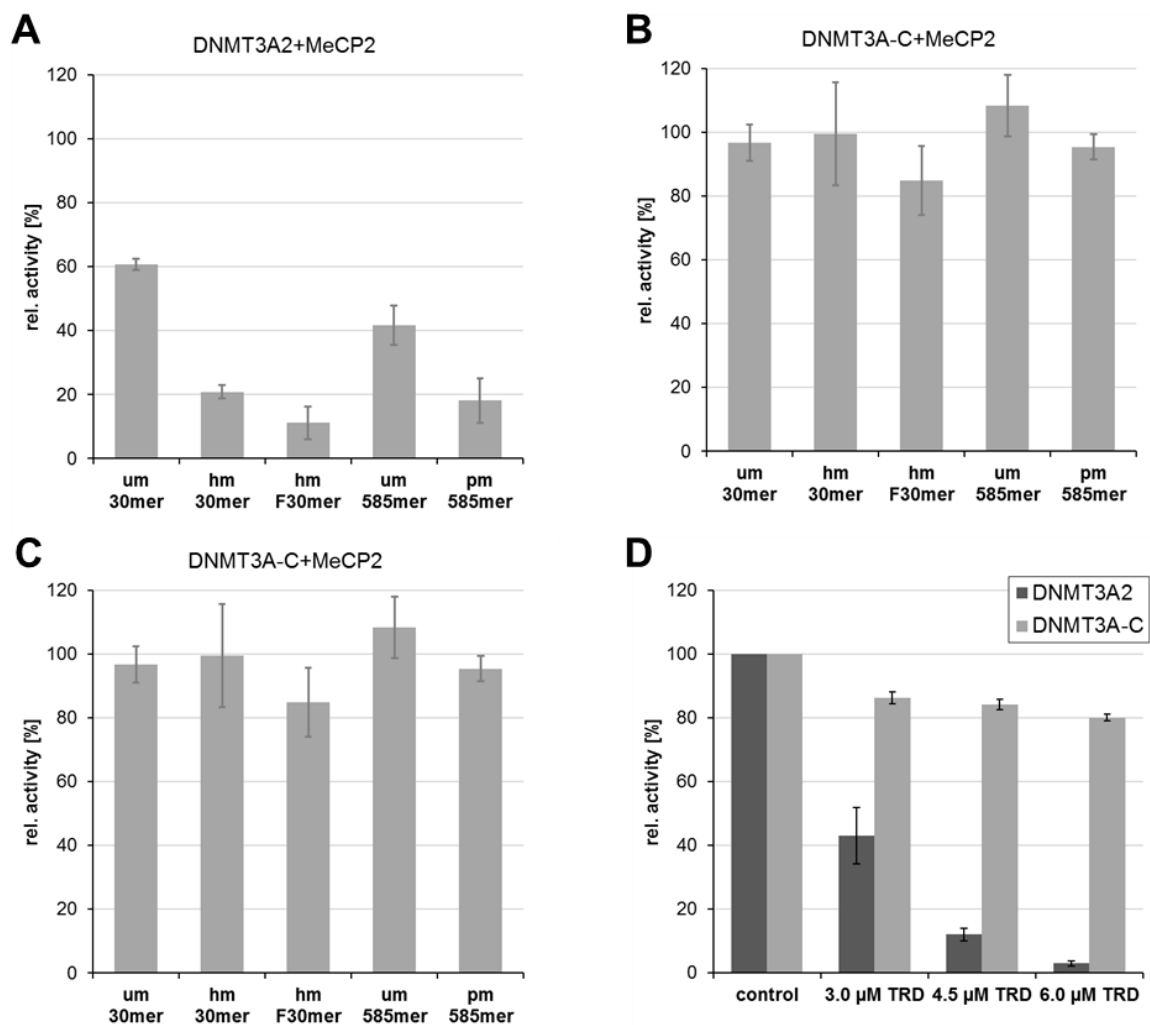 A
DNMT3A2+MeCP2
rel. activity [%]
120
100
80
60
40
20
0
um hm hm um pm
30mer 30mer F30mer 585mer 585mer
B
DNMT3A-C+MeCP2
rel. activity [%]
120
100
80
60
40
20
0
um hm hm um pm
30mer 30mer F30mer 585mer 585mer
C
DNMT3A-C+MeCP2
rel. activity [%]
120
100
80
60
40
20
0
um hm hm um pm
30mer 30mer F30mer 585mer 585mer
D
DNMT3A2
DNMT3A-C
rel. activity [%]
120
100
80
60
40
20
0
control 3.0 µM TRD 4.5 µM TRD 6.0 µM TRD